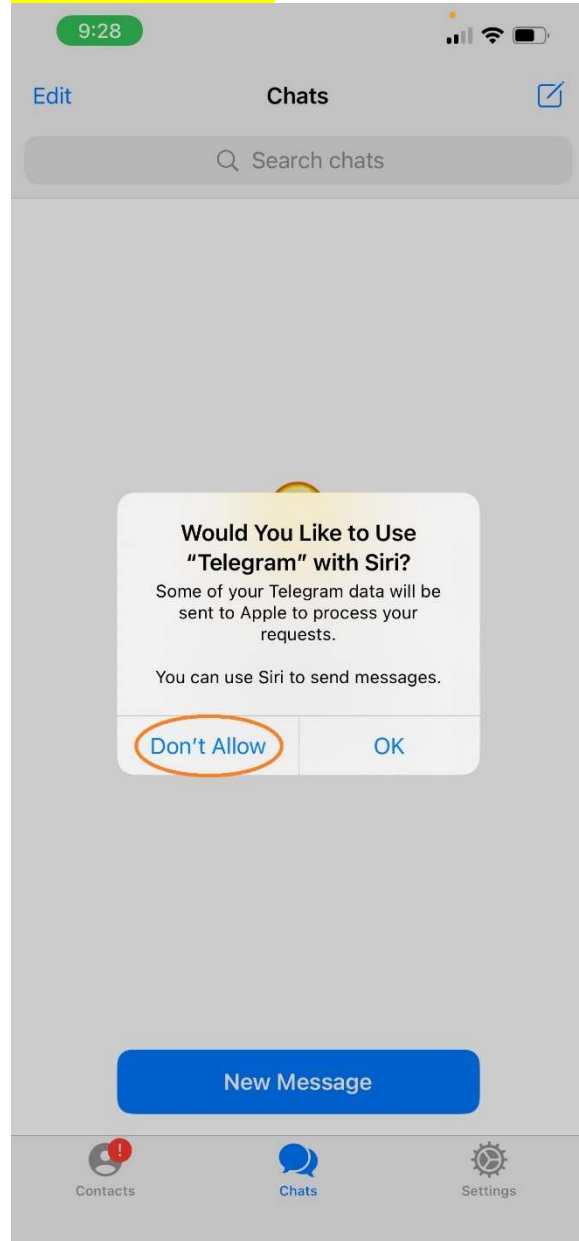 9:28
Edit
Chats
Search chats
Would You Like to Use
“Telegram” with Siri?
Some of your Telegram data will be
sent to Apple to process your
requests.
You can use Siri to send messages.
Don’t Allow
OK
New Message
!
Contacts
Chats
Settings